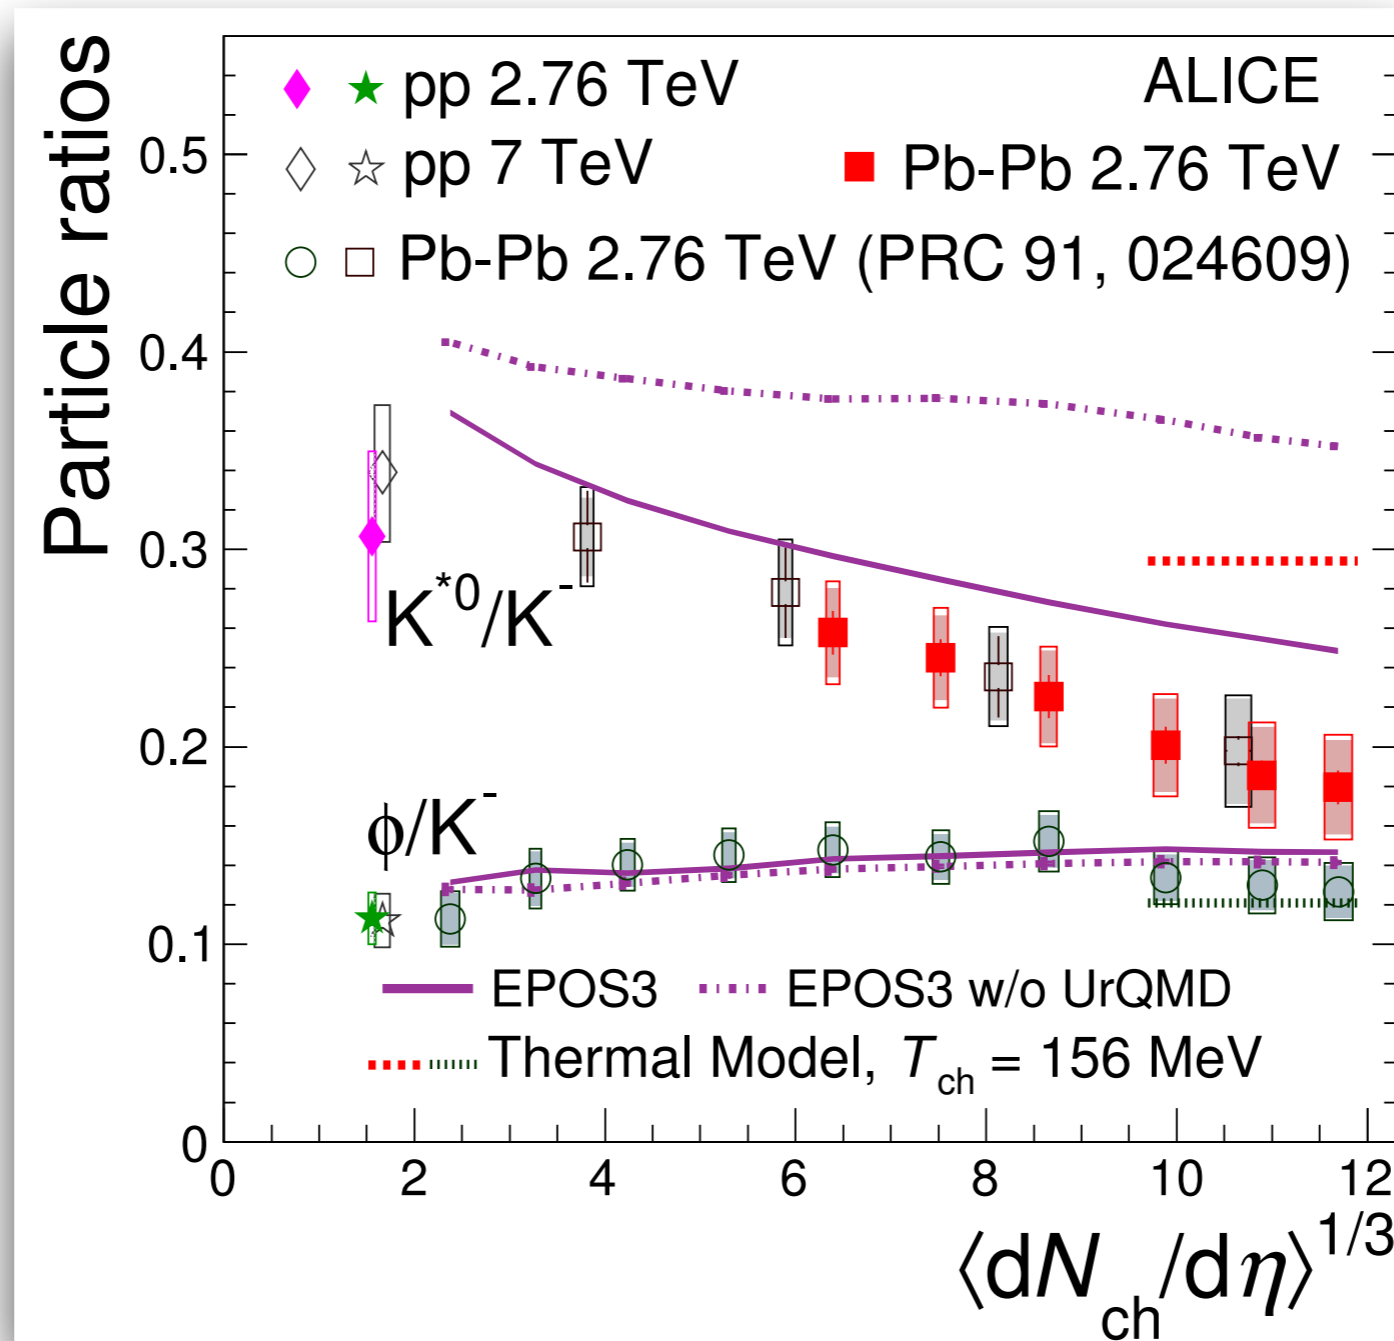 Particle ratios
pp 2.76 TeV
ALICE
pp 7 TeV
Pb-Pb 2.76 TeV
Pb-Pb 2.76 TeV (PRC 91, 024609)
0.5
0.4
0.3
0.2
0.1
0
K*0/K-
ϕ/K-
EPOS3
EPOS3 w/o UrQMD
Thermal Model, Tch = 156 MeV
0 2 4 6 8 10 12
⟨dNch/dη⟩1/3